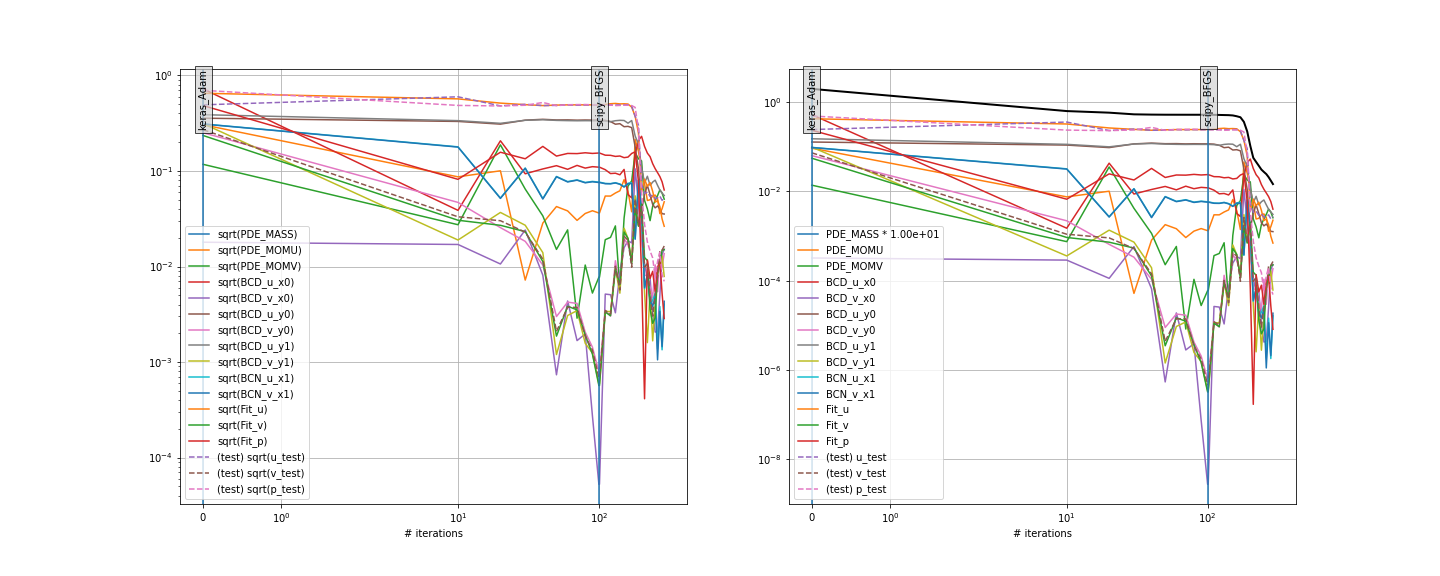 10⁰
10⁻¹
10⁻²
10⁻³
10⁻⁴
keras_Adam
scipy_BFGS
sqrt(PDE_MASS)
sqrt(PDE_MOMU)
sqrt(PDE_MOMV)
sqrt(BCD_u_x0)
sqrt(BCD_v_x0)
sqrt(BCD_u_y0)
sqrt(BCD_v_y0)
sqrt(BCD_u_y1)
sqrt(BCD_v_y1)
sqrt(BCN_u_x1)
sqrt(BCN_v_x1)
sqrt(Fit_u)
sqrt(Fit_v)
sqrt(Fit_p)
(test) sqrt(u_test)
(test) sqrt(v_test)
(test) sqrt(p_test)
0 10⁰ 10¹ 10²
# iterations
10⁰
10⁻²
10⁻⁴
10⁻⁶
10⁻⁸
keras_Adam
scipy_BFGS
PDE_MASS * 1.00e+01
PDE_MOMU
PDE_MOMV
BCD_u_x0
BCD_v_x0
BCD_u_y0
BCD_v_y0
BCD_u_y1
BCD_v_y1
BCN_u_x1
BCN_v_x1
Fit_u
Fit_v
Fit_p
(test) u_test
(test) v_test
(test) p_test
0 10⁰ 10¹ 10²
# iterations